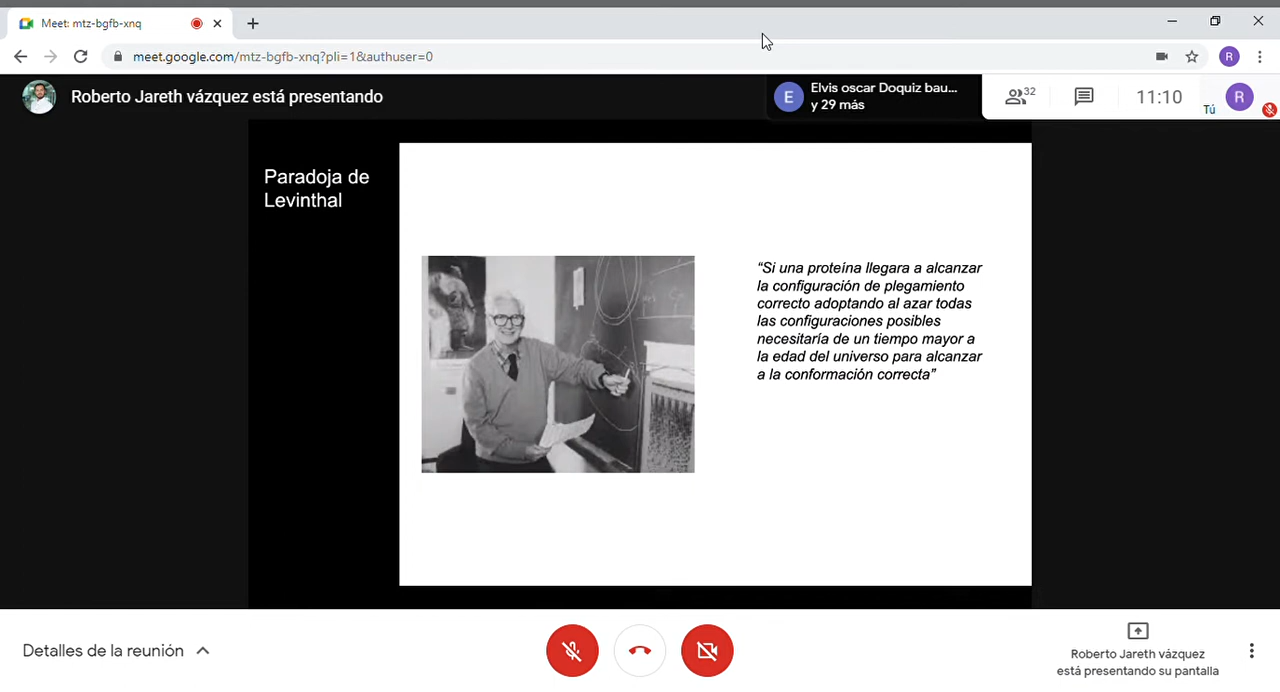 Meet: mtz-bgfb-xnq
meet.google.com/mtz-bgfb-xnq?pli=1&authuser=0
R
Roberto Jareth vázquez está presentando
E
Elvis oscar Doquiz bau...
y 29 más
32
11:10
Tú
R
Paradoja de
Levinthal
“Si una proteína llegara a alcanzar
la configuración de plegamiento
correcto adoptando al azar todas
las configuraciones posibles
necesitaría de un tiempo mayor a
la edad del universo para alcanzar
a la conformación correcta”
Detalles de la reunión
Roberto Jareth vázquez
está presentando su pantalla